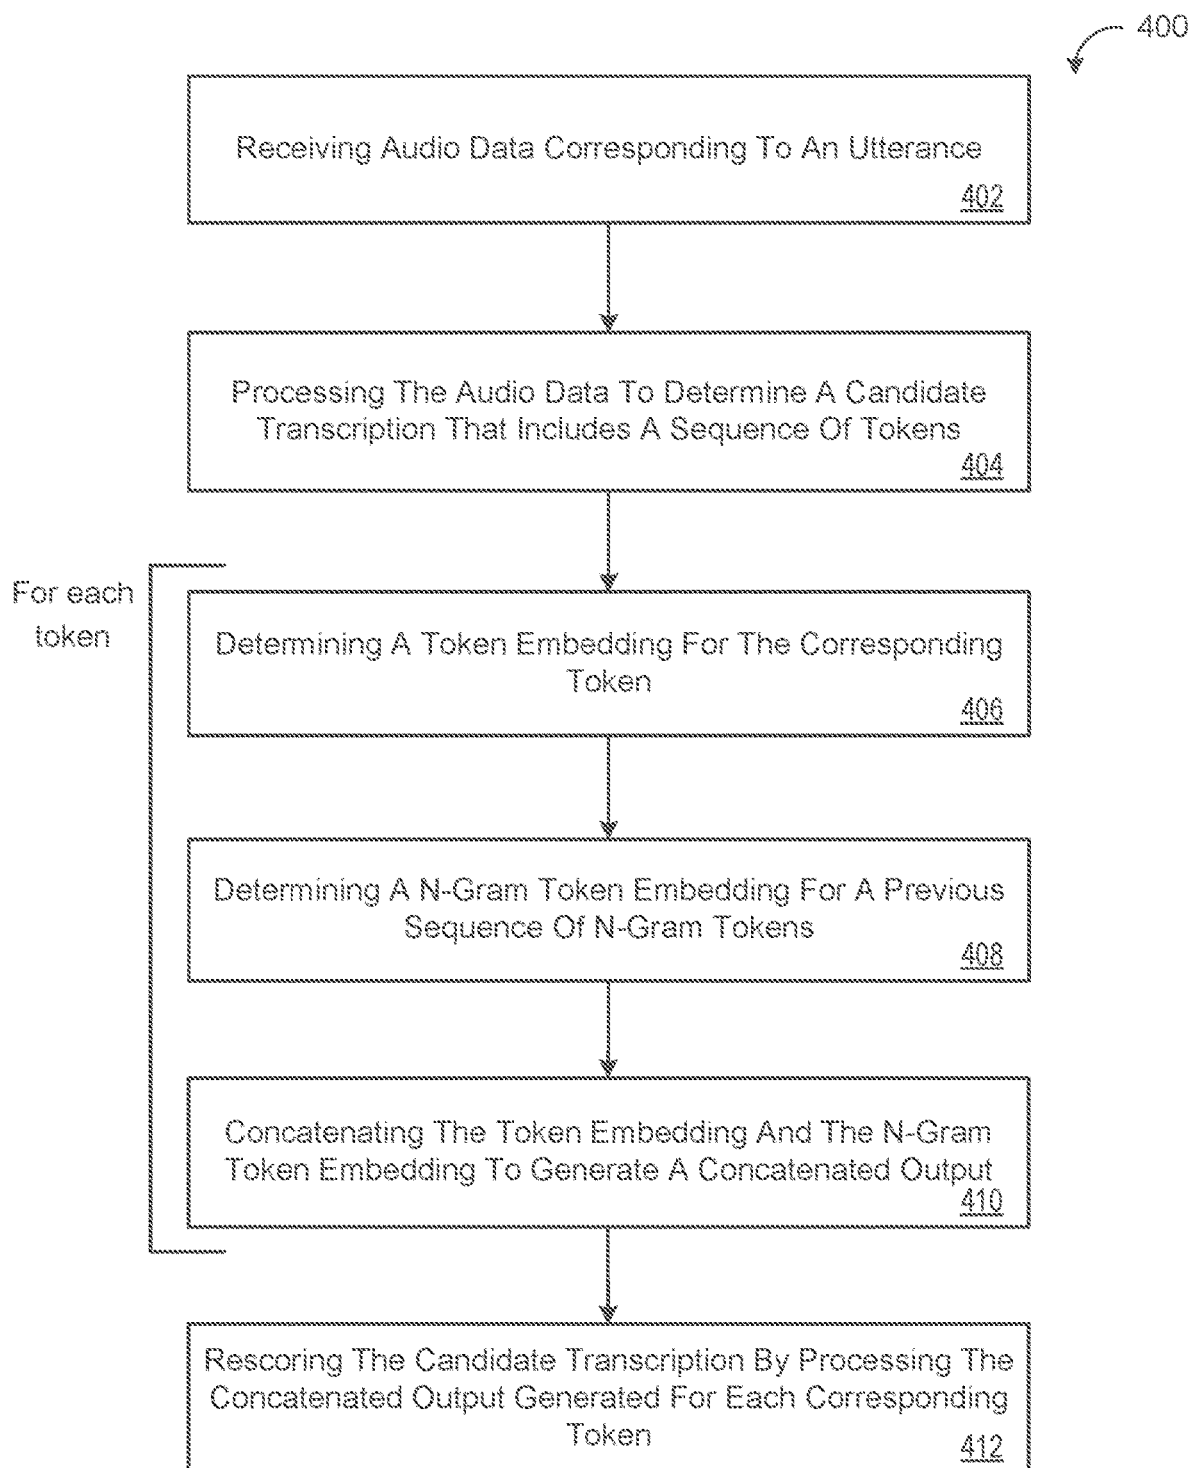 400
Receiving Audio Data Corresponding To An Utterance
402
Processing The Audio Data To Determine A Candidate
Transcription That Includes A Sequence Of Tokens
404
For each
token
Determining A Token Embedding For The Corresponding
Token
406
Determining A N-Gram Token Embedding For A Previous
Sequence Of N-Gram Tokens
408
Concatenating The Token Embedding And The N-Gram
Token Embedding To Generate A Concatenated Output
410
Rescoring The Candidate Transcription By Processing The
Concatenated Output Generated For Each Corresponding
Token
412